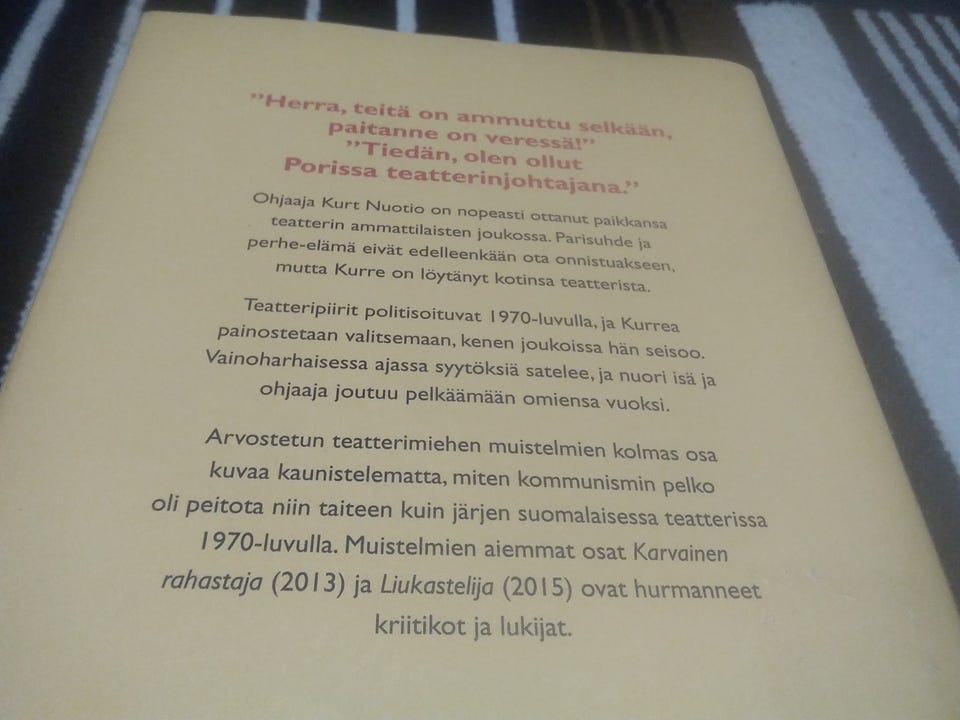 ”Herra, teitä on ammuttu selkään,
paitanne on veressä!”
”Tiedän, olen ollut
Porissa teatterinjohtajana.”
Ohjaaja Kurt Nuotio on nopeasti ottanut paikkansa
teatterin ammattilaisten joukossa. Parisuhde ja
perhe-elämä eivät edelleenkään ota onnistuakseen,
mutta Kurre on löytänyt kotinsa teatterista.
Teatteripiirit politisoituvat 1970-luvulla, ja Kurrea
painostetaan valitsemaan, kenen joukoissa hän seisoo.
Vainoharhaisessa ajassa syytöksiä satelee, ja nuori isä ja
ohjaaja joutuu pelkäämään omiensa vuoksi.
Arvostetun teatterimiehen muistelmien kolmas osa
kuvaa kaunistelematta, miten kommunismin pelko
oli peitota niin taiteen kuin järjen suomalaisessa teatterissa
1970-luvulla. Muistelmien aiemmat osat Karvainen
rahastaja (2013) ja Liukastelija (2015) ovat hurmanneet
kriitikot ja lukijat.